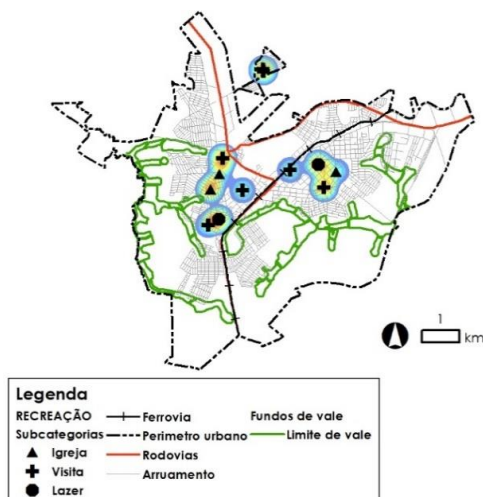 1
km
Legenda
RECREAÇÃO Ferrovia Fundos de vale
Subcategorias Perimetro urbano Limite de vale
Igreja Rodovias
Visita Arruamento
Lazer